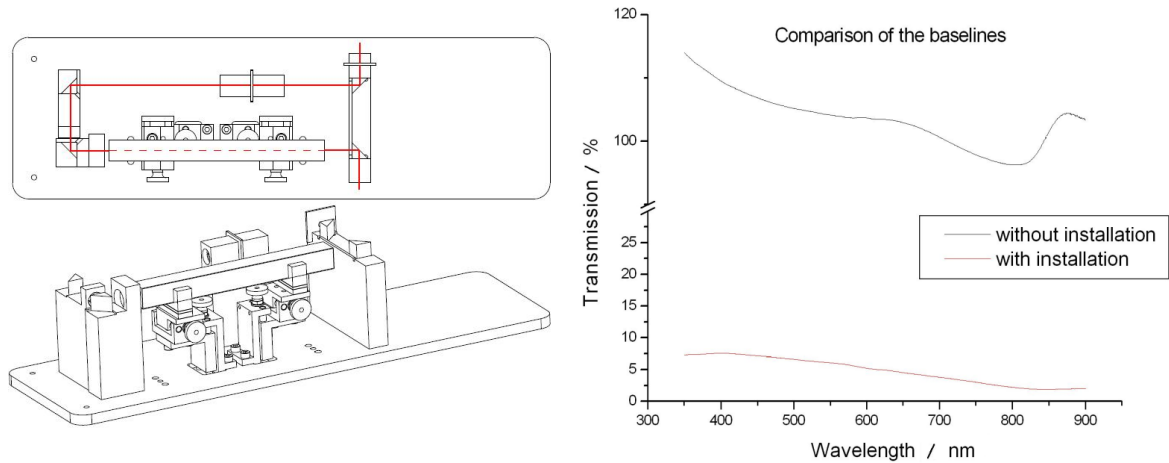 Comparison of the baselines
120
100
25
20
15
10
5
0
Transmission / %
without installation
with installation
300 400 500 600 700 800 900
Wavelength / nm